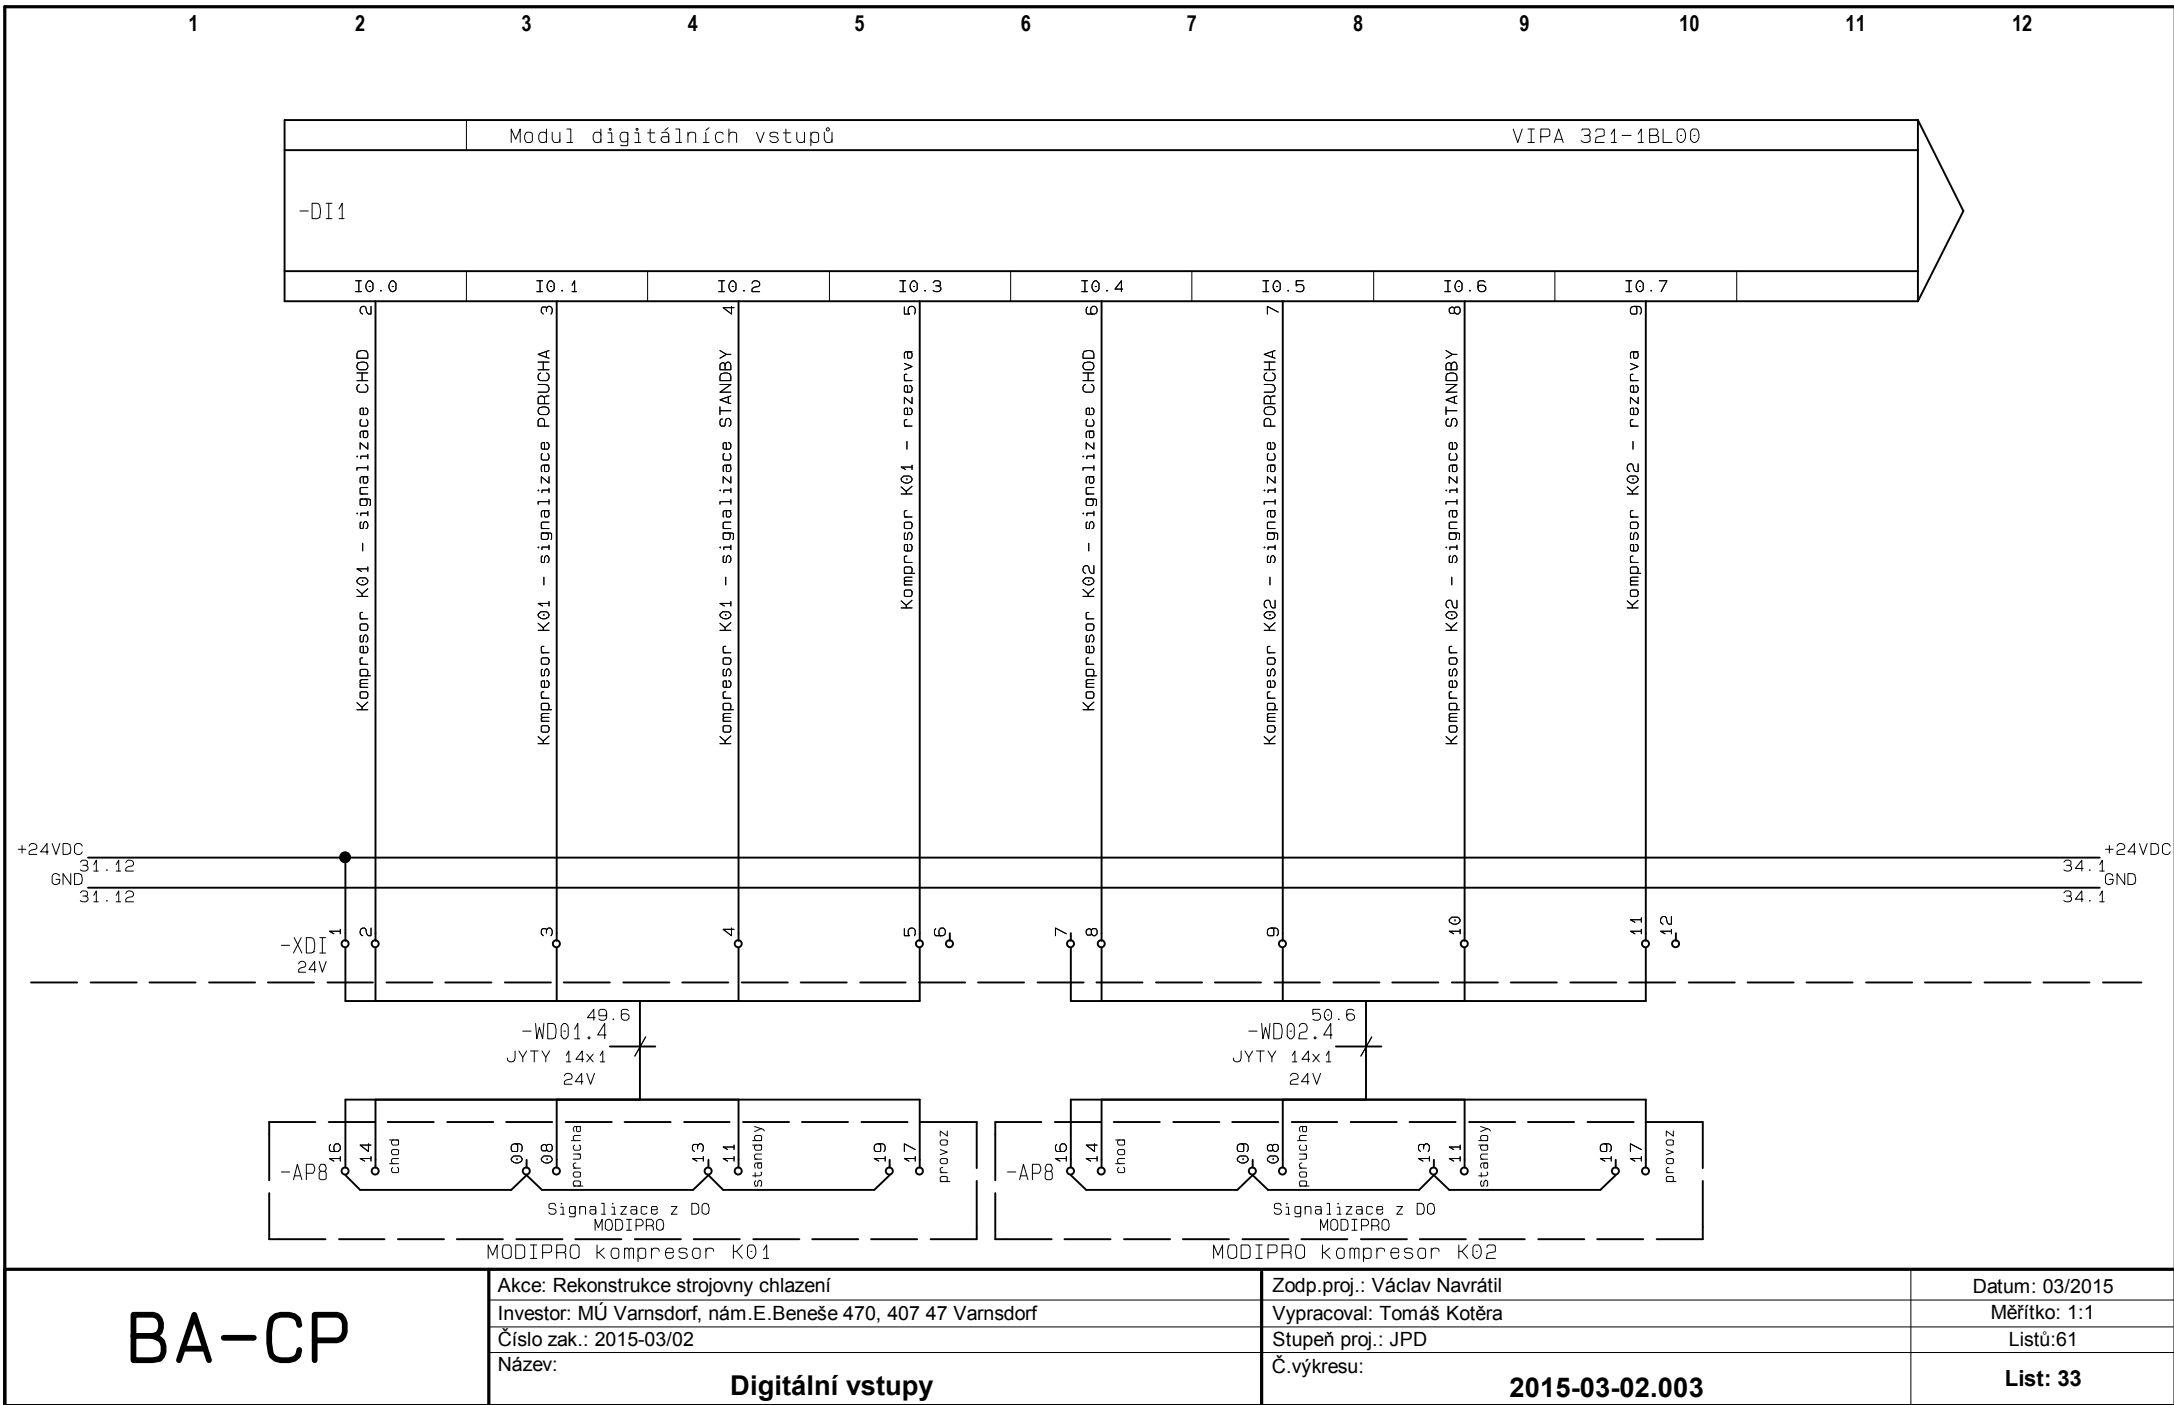 1 2 3 4 5 6 7 8 9 10 11 12
Modul digitálních vstupů VIPA 321-1BL00
-DI1
I0.0 I0.1 I0.2 I0.3 I0.4 I0.5 I0.6 I0.7
2 3 4 5 6 7 8 9
Kompresor K01 - signalizace CHOD
Kompresor K01 - signalizace PORUCHA
Kompresor K01 - signalizace STANDBY
Kompresor K01 - rezerva
Kompresor K02 - signalizace CHOD
Kompresor K02 - signalizace PORUCHA
Kompresor K02 - signalizace STANDBY
Kompresor K02 - rezerva
+24VDC +24VDC
31.12 34.1
GND GND
31.12 34.1
-XDI 1 2 3 4 5 6 7 8 9 10 11 12
24V
49.6 50.6
-WD01.4 -WD02.4
JYTY 14x1 JYTY 14x1
24V 24V
-AP8 16 14 chod 09 08 porucha 13 11 standby 19 17 provoz
Signalizace z DO
MODIPRO
MODIPRO kompresor K01
-AP8 16 14 chod 09 08 porucha 13 11 standby 19 17 provoz
Signalizace z DO
MODIPRO
MODIPRO kompresor K02
BA-CP
Akce: Rekonstrukce strojovny chlazení
Investor: MÚ Varnsdorf, nám.E.Beneše 470, 407 47 Varnsdorf
Číslo zak.: 2015-03/02
Název:
Digitální vstupy
Zodp.proj.: Václav Navrátil
Vypracoval: Tomáš Kotěra
Stupeň proj.: JPD
Č.výkresu:
2015-03-02.003
Datum: 03/2015
Měřítko: 1:1
Listů:61
List: 33